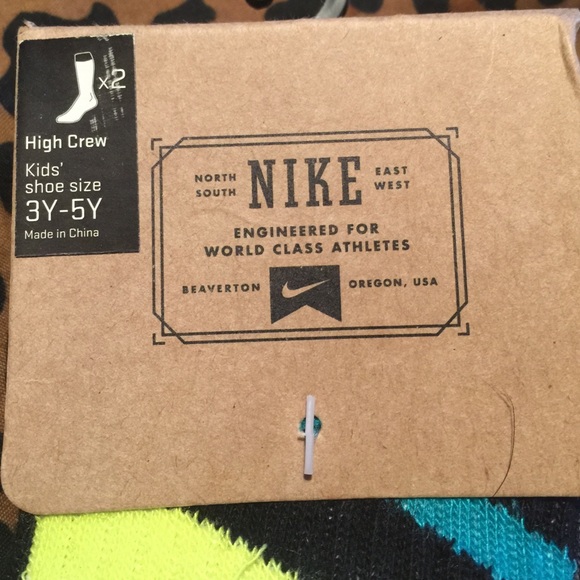 x2
High Crew
Kids'
shoe size
3Y-5Y
Made in China
NORTH NIKE EAST
SOUTH WEST
ENGINEERED FOR
WORLD CLASS ATHLETES
BEAVERTON OREGON, USA